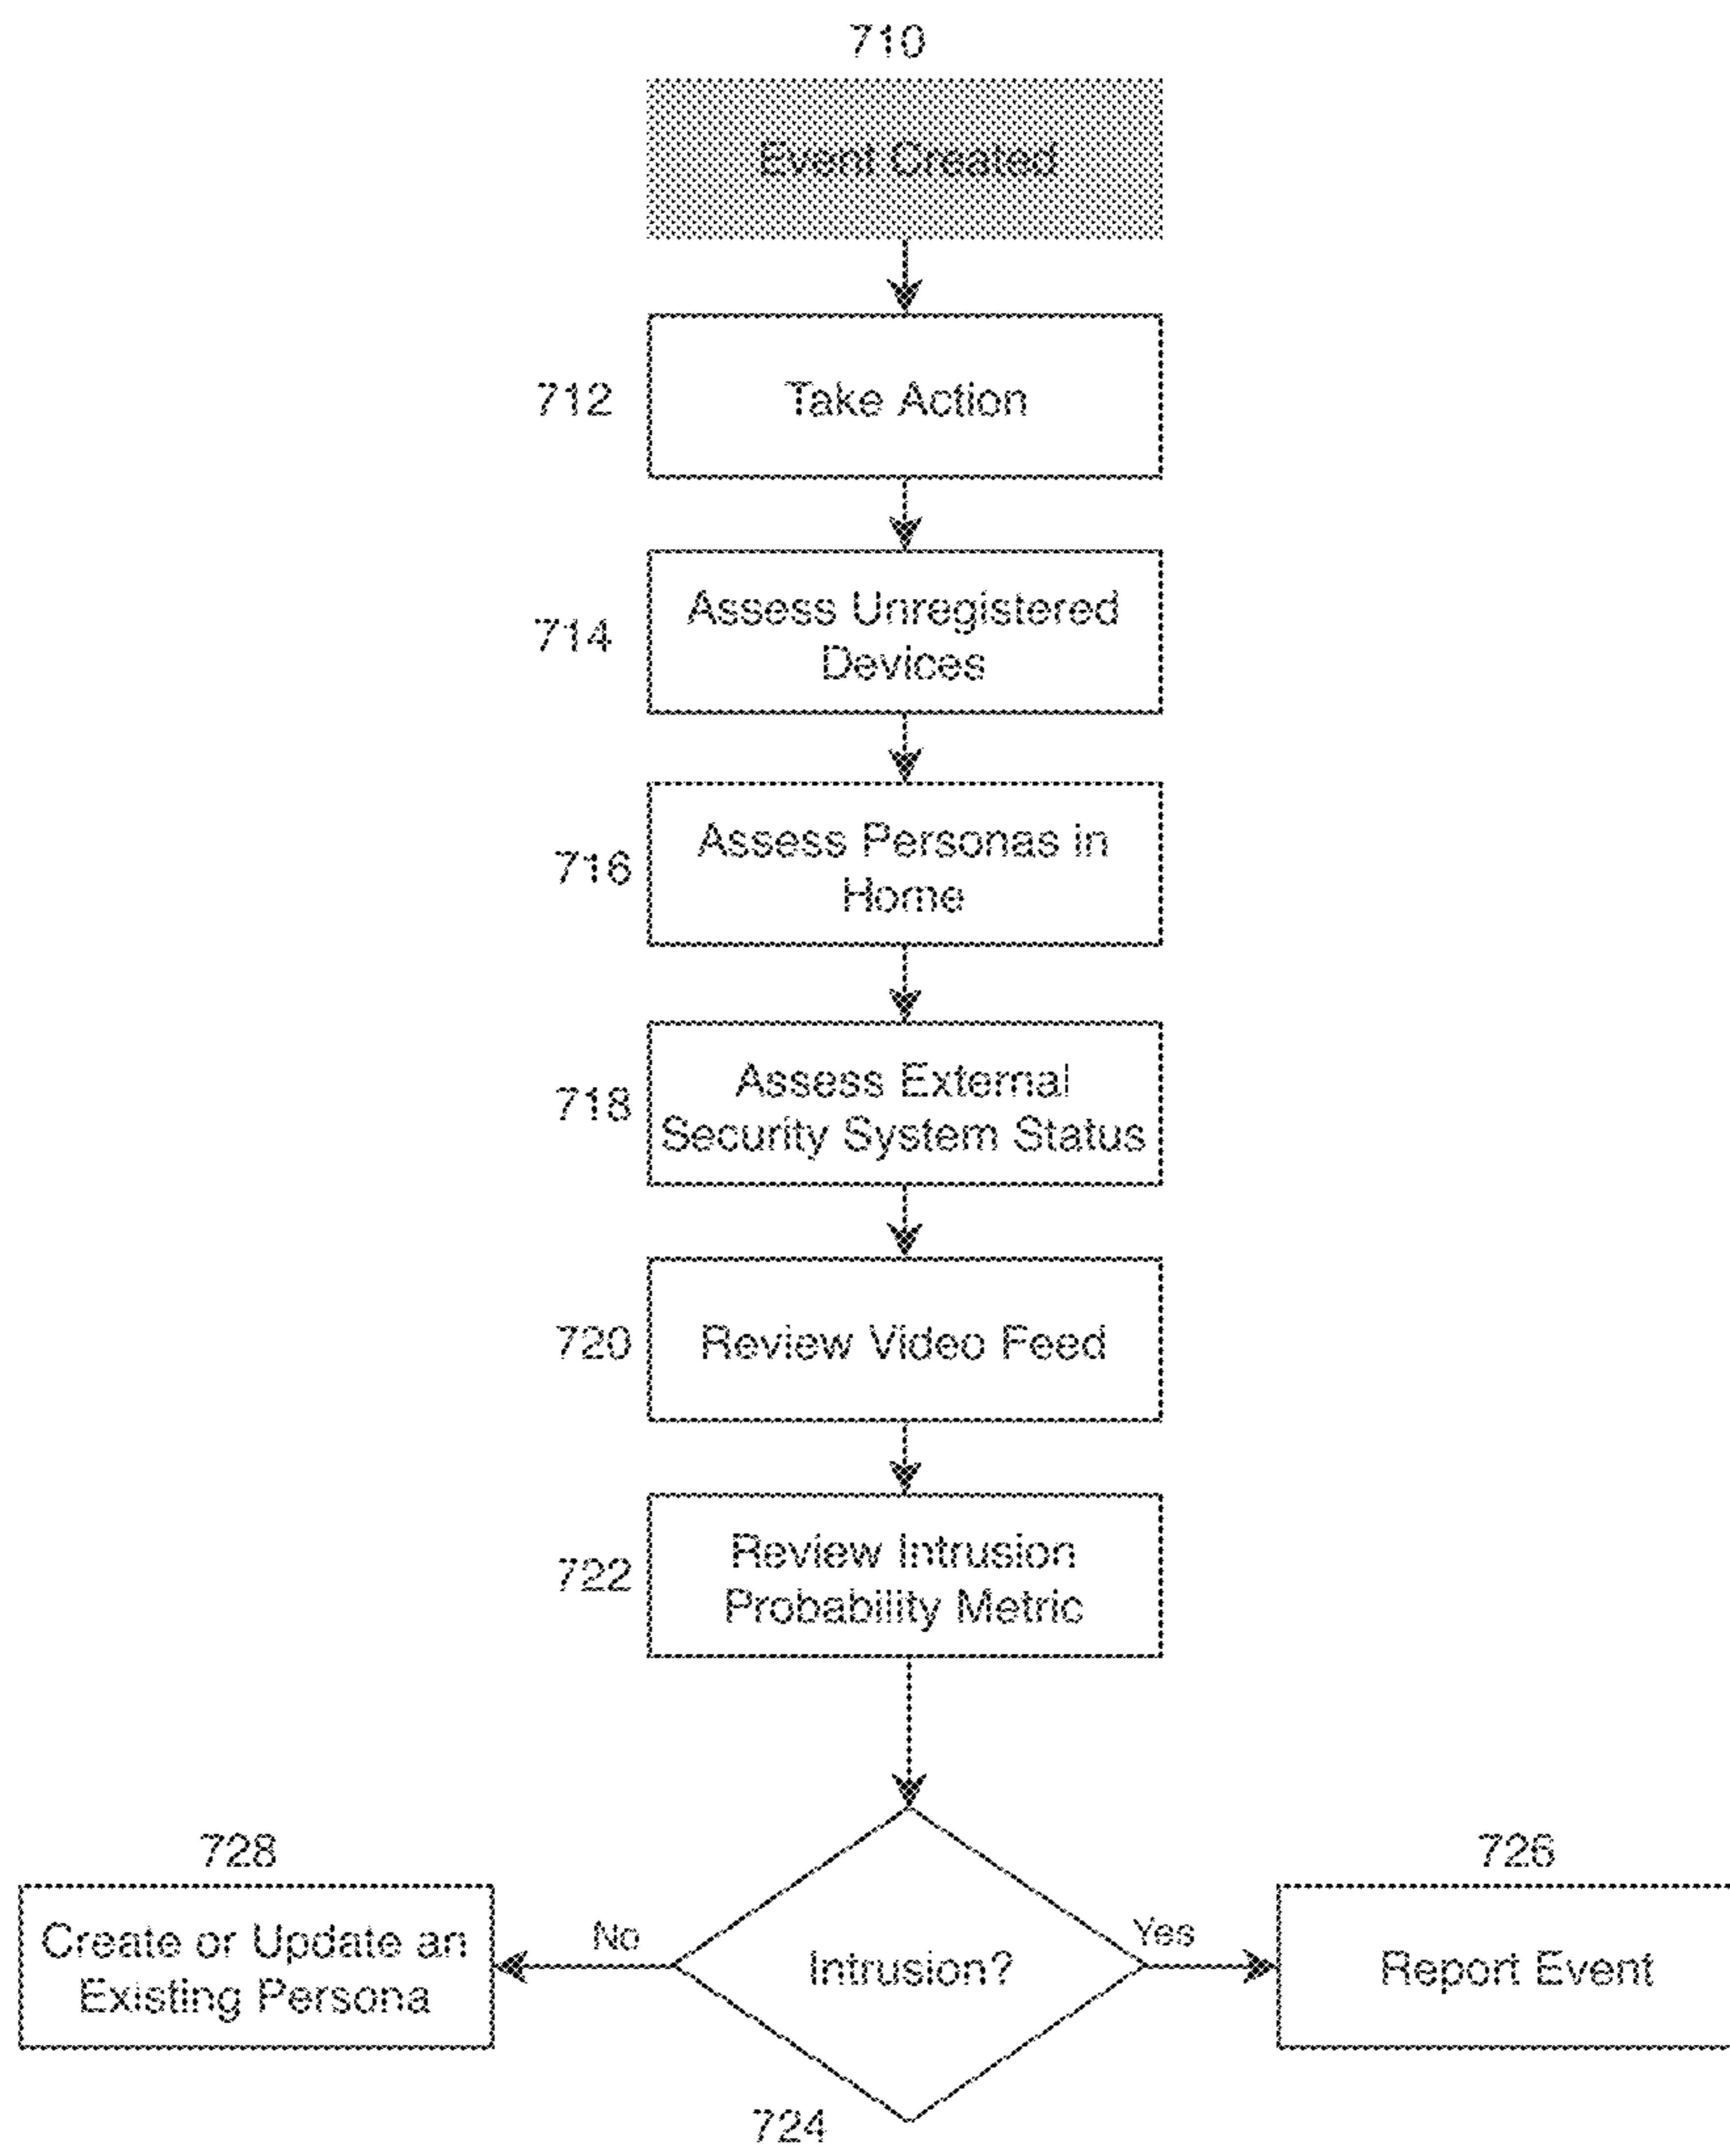 710
Event Created
712
Take Action
714
Assess Unregistered
Devices
716
Assess Personas in
Home
718
Assess External
Security System Status
720
Review Video Feed
722
Review Intrusion
Probability Metric
728
726
Create or Update an
Existing Persona
No
Intrusion?
Yes
Report Event
724